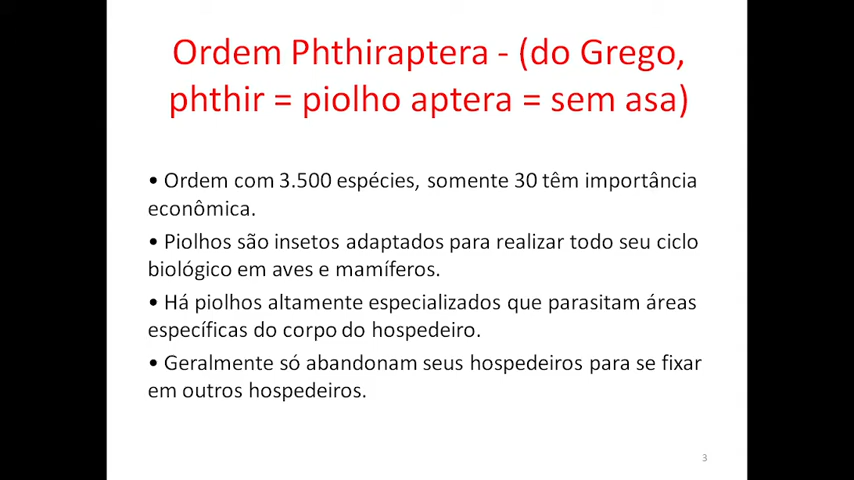 Ordem Phthiraptera - (do Grego,
phthir = piolho aptera = sem asa)
• Ordem com 3.500 espécies, somente 30 têm importância
econômica.
• Piolhos são insetos adaptados para realizar todo seu ciclo
biológico em aves e mamíferos.
• Há piolhos altamente especializados que parasitam áreas
específicas do corpo do hospedeiro.
• Geralmente só abandonam seus hospedeiros para se fixar
em outros hospedeiros.
3